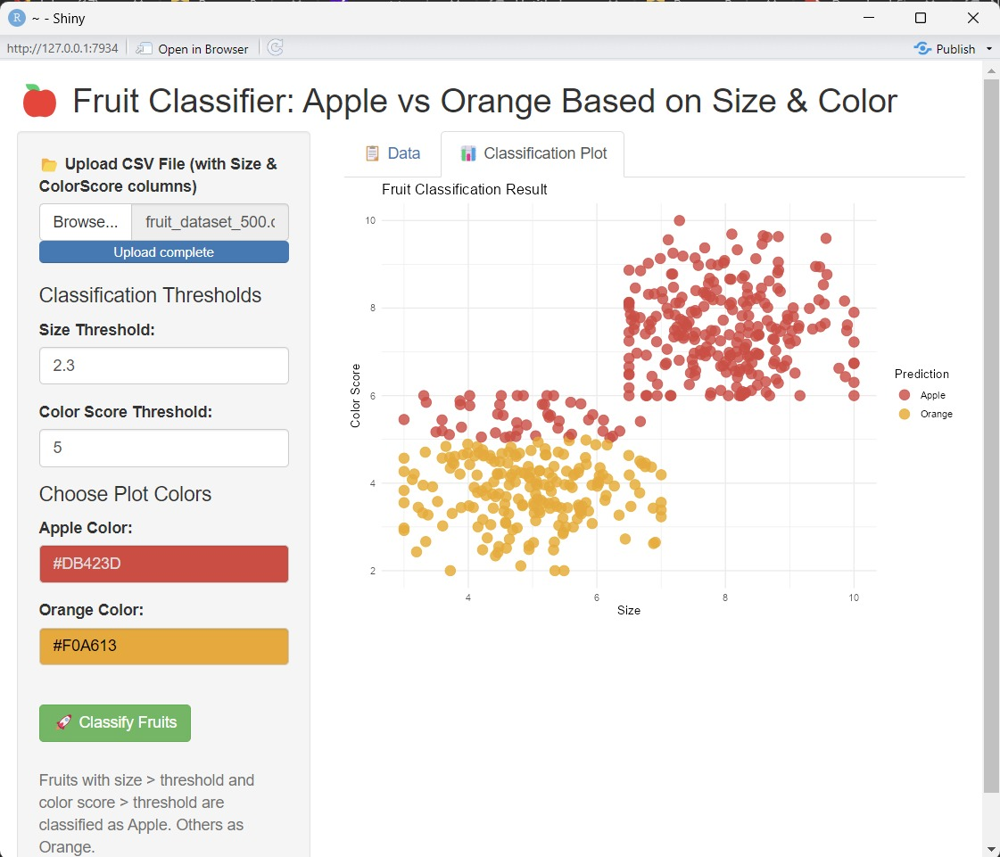 R ~ - Shiny
http://127.0.0.1:7934 Open in Browser Publish
Fruit Classifier: Apple vs Orange Based on Size & Color
Upload CSV File (with Size &
ColorScore columns)
Browse... fruit_dataset_500.c
Upload complete
Classification Thresholds
Size Threshold:
2.3
Color Score Threshold:
5
Choose Plot Colors
Apple Color:
#DB423D
Orange Color:
#F0A613
Classify Fruits
Fruits with size > threshold and
color score > threshold are
classified as Apple. Others as
Orange.
Data Classification Plot
Fruit Classification Result
10
8
6
4
2
Color Score
4 6 8 10
Size
Prediction
Apple
Orange